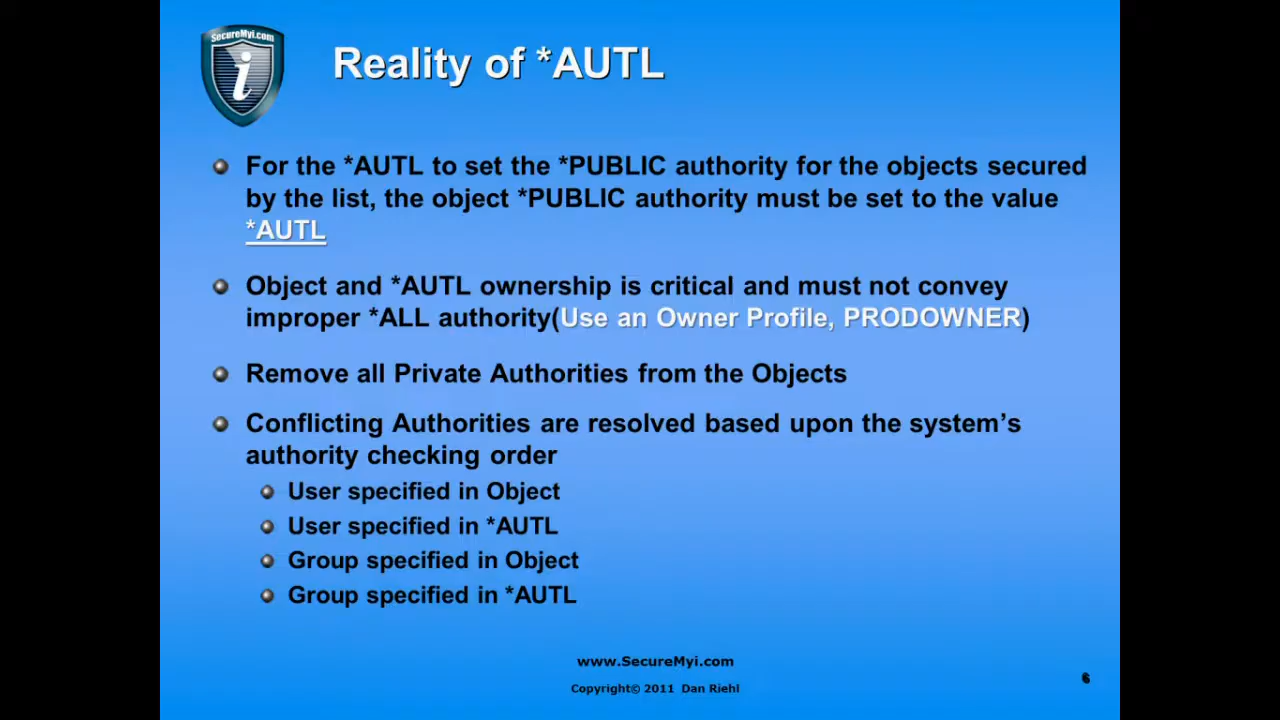 SecureMyi.com
i
Reality of *AUTL
For the *AUTL to set the *PUBLIC authority for the objects secured
by the list, the object *PUBLIC authority must be set to the value
*AUTL
Object and *AUTL ownership is critical and must not convey
improper *ALL authority(Use an Owner Profile, PRODOWNER)
Remove all Private Authorities from the Objects
Conflicting Authorities are resolved based upon the system’s
authority checking order
User specified in Object
User specified in *AUTL
Group specified in Object
Group specified in *AUTL
www.SecureMyi.com
Copyright© 2011 Dan Riehl
6